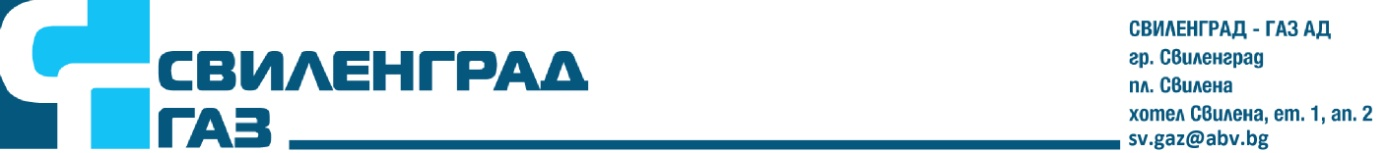 СВИЛЕНГРАД
ГАЗ
СВИЛЕНГРАД - ГАЗ АД
гр. Свиленград
пл. Свилена
хотел Свилена, ет. 1, ап. 2
sv.gaz@abv.bg